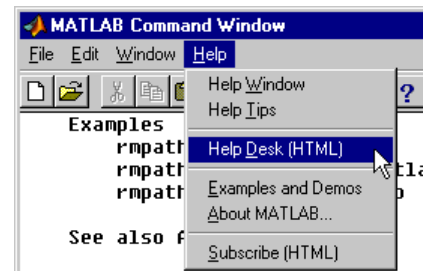 MATLAB Command Window
File Edit Window Help
Help Window
Help Tips
Help Desk (HTML)
Examples and Demos
About MATLAB...
Subscribe (HTML)
?
Examples
rmpath
rmpath
rmpath
See also